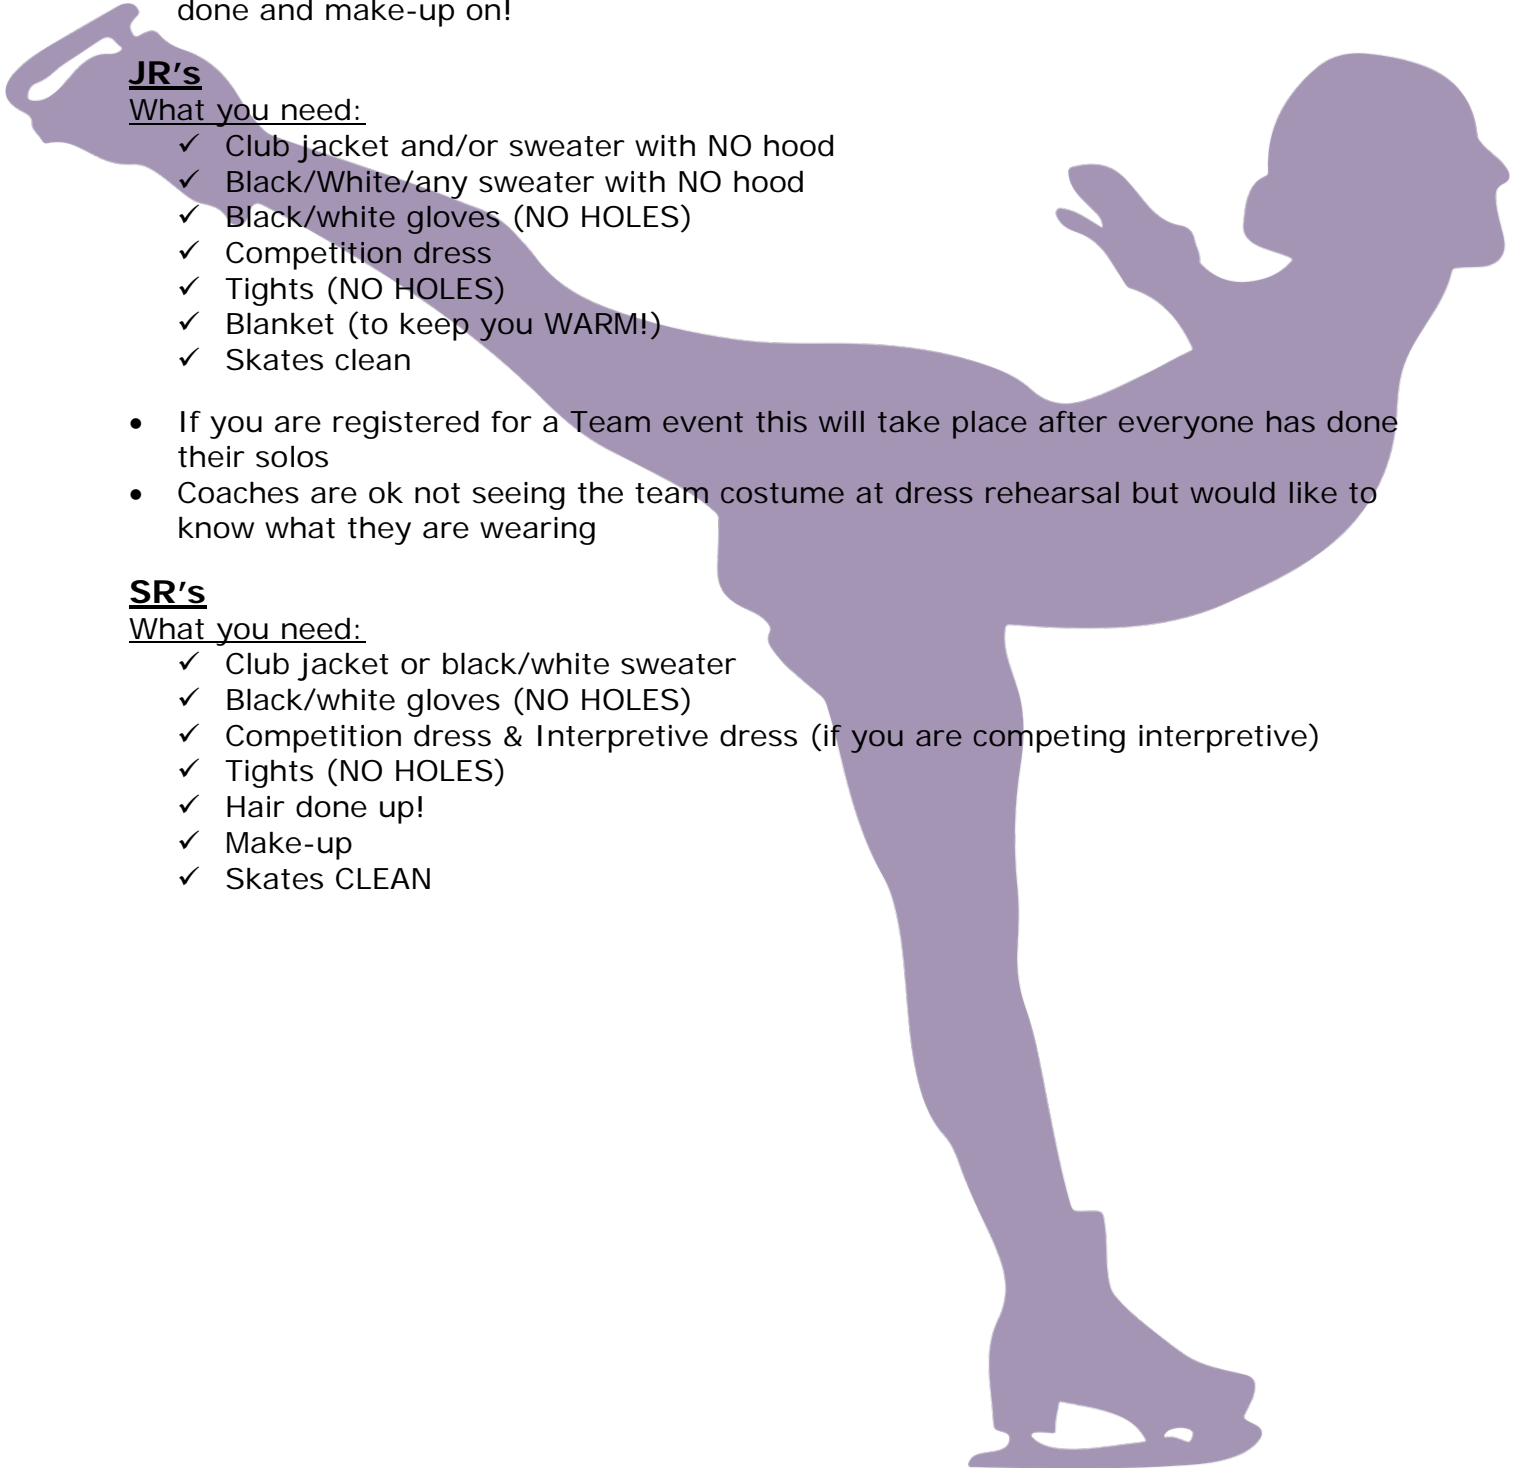 done and make-up on!
JR's
What you need:
✓ Club jacket and/or sweater with NO hood
✓ Black/White/any sweater with NO hood
✓ Black/white gloves (NO HOLES)
✓ Competition dress
✓ Tights (NO HOLES)
✓ Blanket (to keep you WARM!)
✓ Skates clean
• If you are registered for a Team event this will take place after everyone has done
their solos
• Coaches are ok not seeing the team costume at dress rehearsal but would like to
know what they are wearing
SR's
What you need:
✓ Club jacket or black/white sweater
✓ Black/white gloves (NO HOLES)
✓ Competition dress & Interpretive dress (if you are competing interpretive)
✓ Tights (NO HOLES)
✓ Hair done up!
✓ Make-up
✓ Skates CLEAN